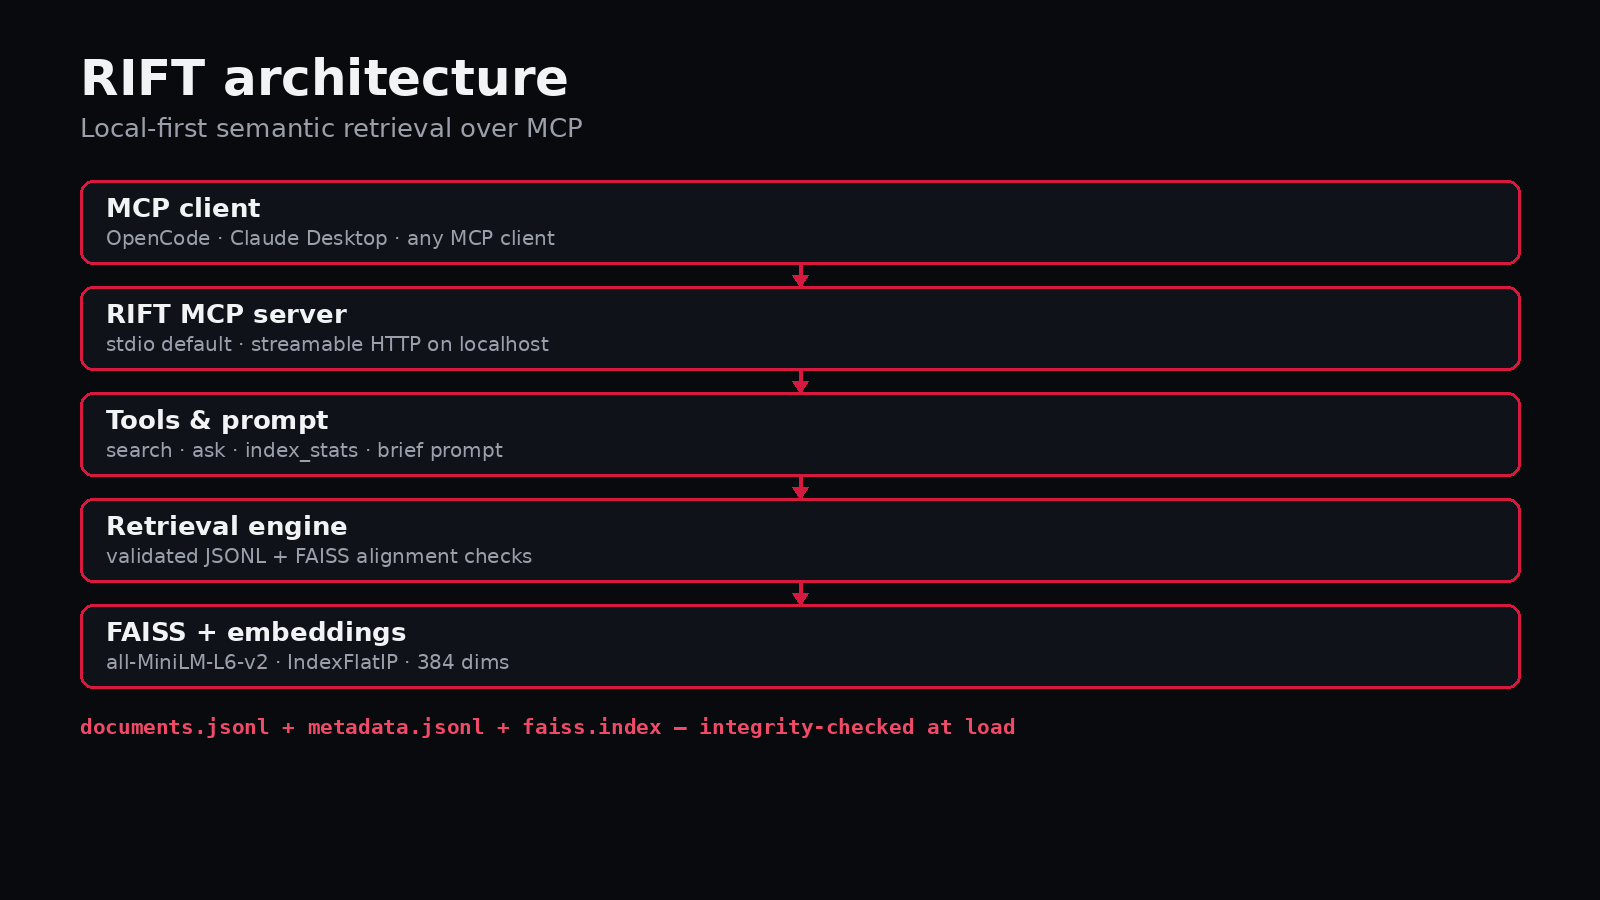 RIFT architecture
Local-first semantic retrieval over MCP
MCP client
OpenCode · Claude Desktop · any MCP client
RIFT MCP server
stdio default · streamable HTTP on localhost
Tools & prompt
search · ask · index_stats · brief prompt
Retrieval engine
validated JSONL + FAISS alignment checks
FAISS + embeddings
all-MiniLM-L6-v2 · IndexFlatIP · 384 dims
documents.jsonl + metadata.jsonl + faiss.index — integrity-checked at load